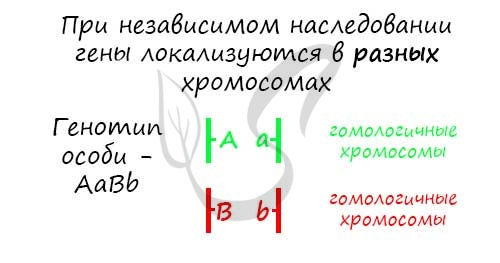 При независимом наследовании
гены локализуются в разных
хромосомах
Генотип
особи -
AaBb
A a
гомологичные
хромосомы
B b
гомологичные
хромосомы